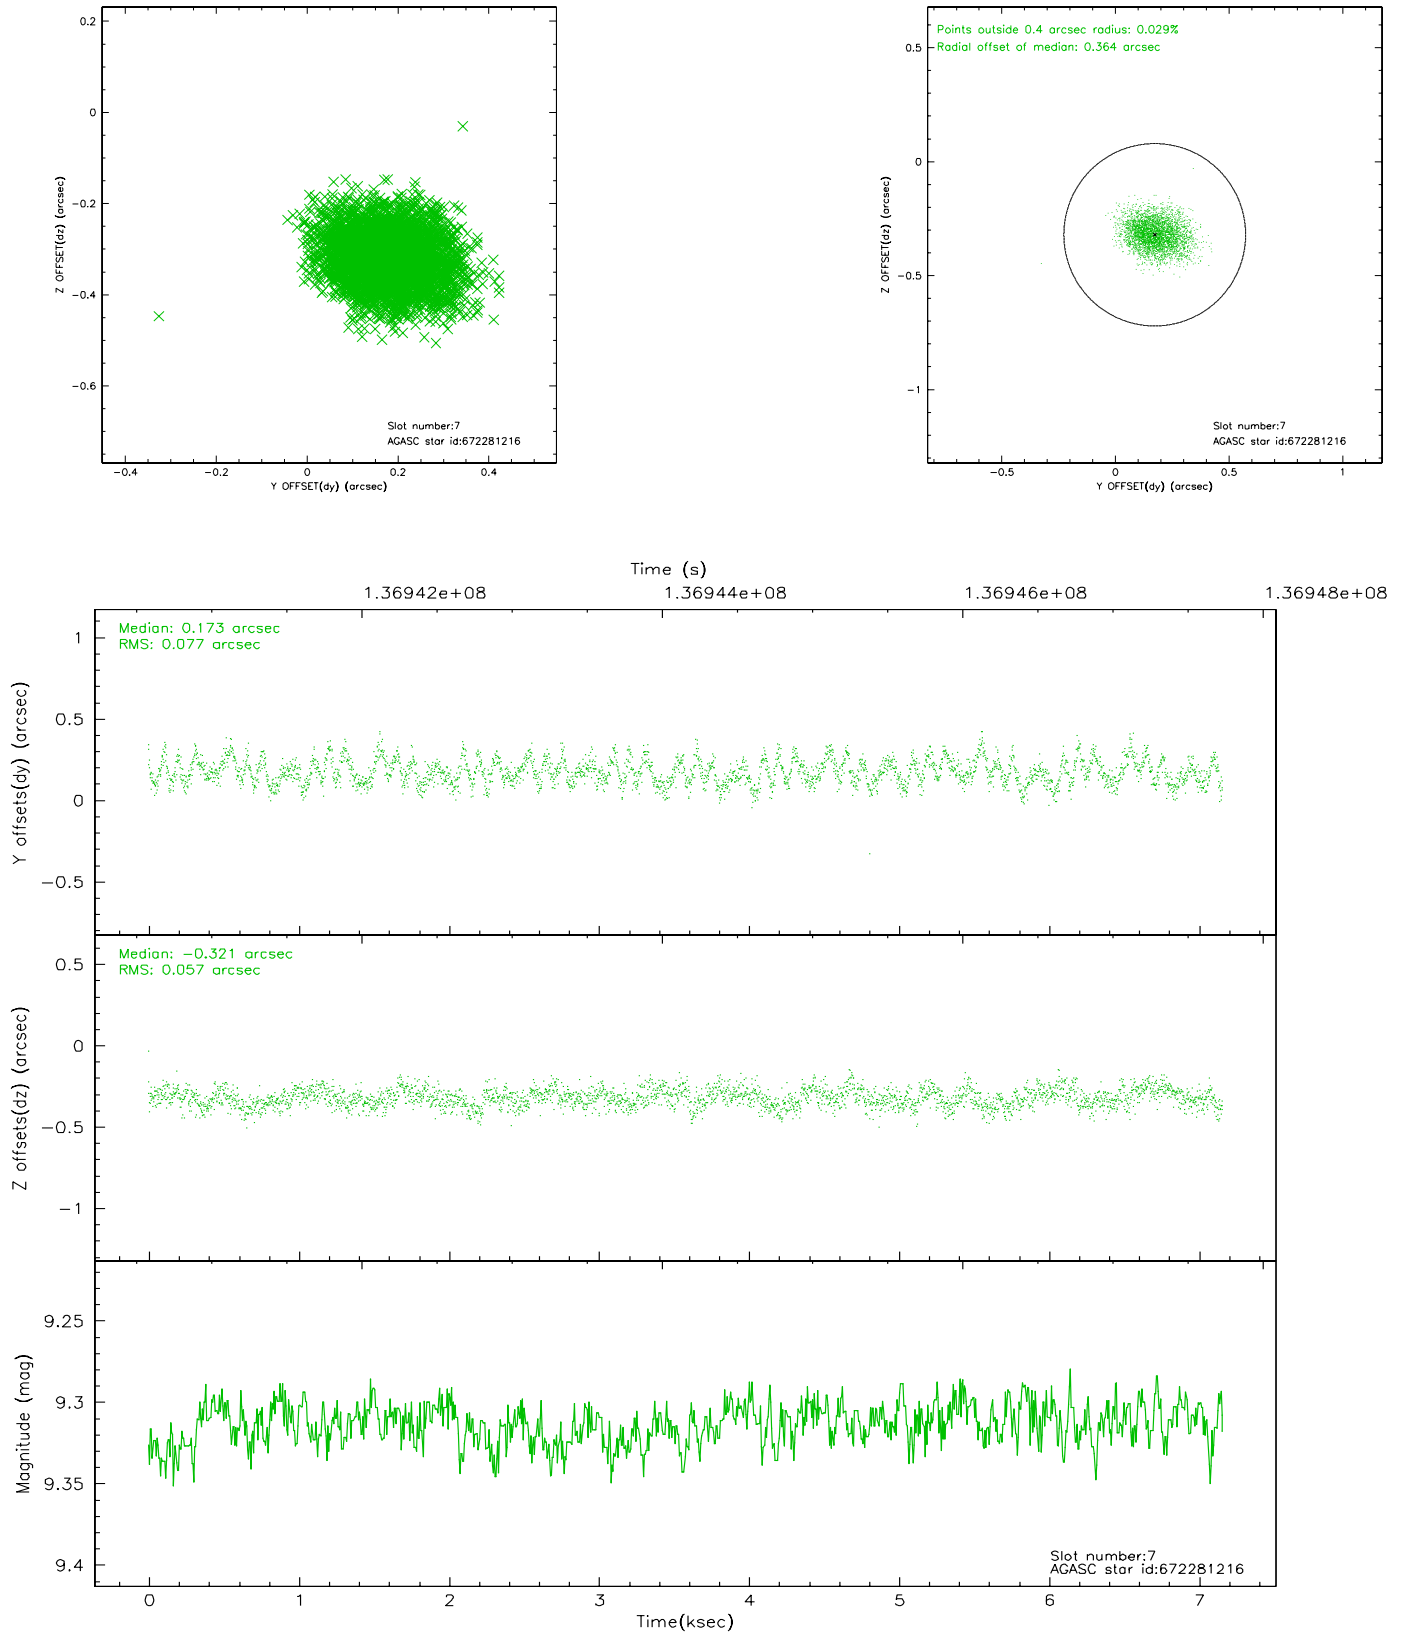 0.2
0
−0.2
−0.4
−0.6
Z OFFSET(dz) (arcsec)
Slot number:7
AGASC star id:672281216
−0.4 −0.2 0 0.2 0.4
Y OFFSET(dy) (arcsec)
Points outside 0.4 arcsec radius: 0.029%
Radial offset of median: 0.364 arcsec
0.5
0
−0.5
−1
Z OFFSET(dz) (arcsec)
Slot number:7
AGASC star id:672281216
−0.5 0 0.5 1
Y OFFSET(dy) (arcsec)
Time (s)
1.36942e+08 1.36944e+08 1.36946e+08 1.36948e+08
Median: 0.173 arcsec
RMS: 0.077 arcsec
1
0.5
0
−0.5
Y offsets(dy) (arcsec)
Median: −0.321 arcsec
RMS: 0.057 arcsec
0.5
0
−0.5
−1
Z offsets(dz) (arcsec)
9.25
9.3
9.35
9.4
Magnitude (mag)
Slot number:7
AGASC star id:672281216
0 1 2 3 4 5 6 7
Time(ksec)